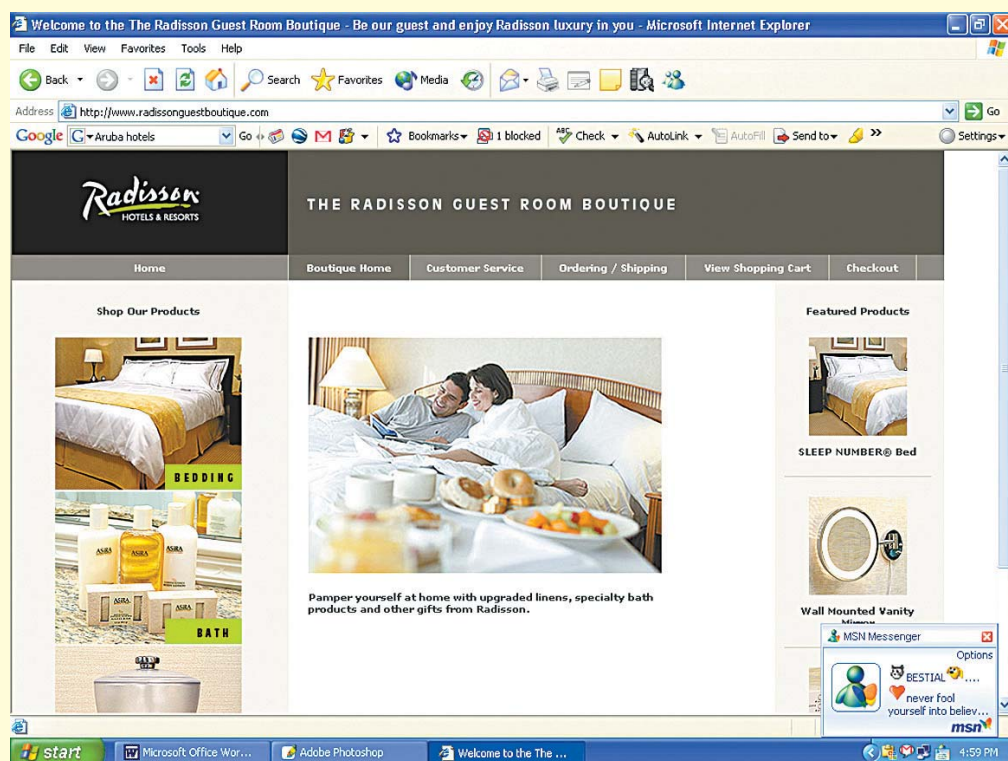 Welcome to the The Radisson Guest Room Boutique - Be our guest and enjoy Radisson luxury in you - Microsoft Internet Explorer
File Edit View Favorites Tools Help
Back Search Favorites Media
Address http://www.radissonguestboutique.com Go
Google G Aruba hotels Go Bookmarks 1 blocked ABC Check AutoLink AutoFill Send to >> Settings
Radisson
HOTELS & RESORTS
THE RADISSON GUEST ROOM BOUTIQUE
Home Boutique Home Customer Service Ordering / Shipping View Shopping Cart Checkout
Shop Our Products
BEDDING
ASIRA ASIRA ASIRA
ASIRA ASIRA
BATH
Pamper yourself at home with upgraded linens, specialty bath
products and other gifts from Radisson.
Featured Products
SLEEP NUMBER® Bed
Wall Mounted Vanity
Mirror
MSN Messenger
Options
BESTIAL ....
never fool
yourself into believ...
msn
start Microsoft Office Wor... Adobe Photoshop Welcome to the The ... 4:59 PM